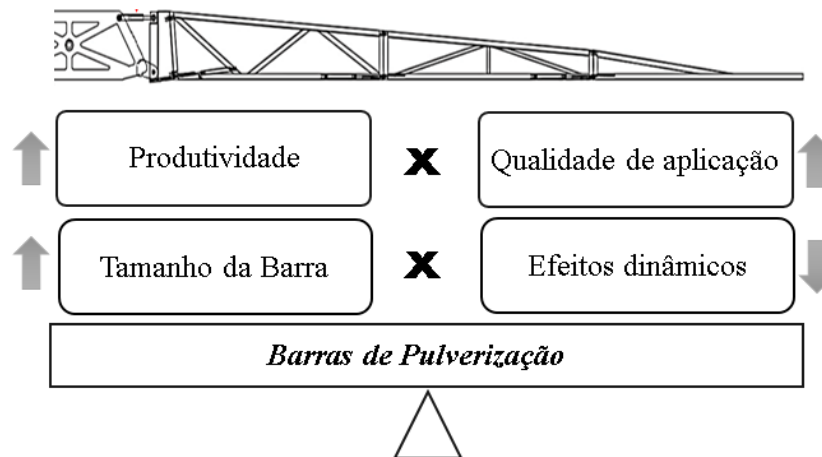 Produtividade
x
Qualidade de aplicação
Tamanho da Barra
x
Efeitos dinâmicos
Barras de Pulverização